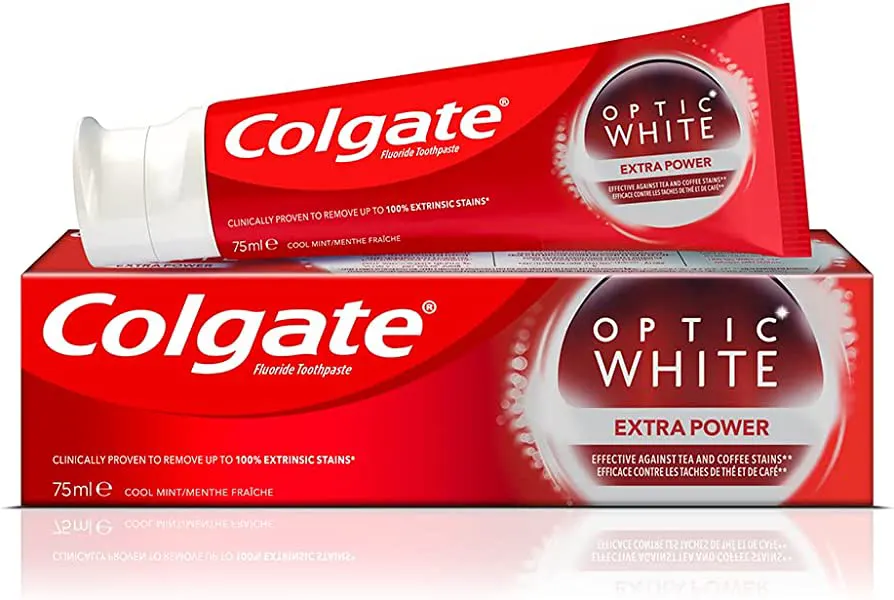 Colgate®
Fluoride Toothpaste
CLINICALLY PROVEN TO REMOVE UP TO 100% EXTRINSIC STAINS*
75ml℮ COOL MINT/MENTHE FRAÎCHE
OPTIC
WHITE
EXTRA POWER
EFFECTIVE AGAINST TEA AND COFFEE STAINS**
EFFICACE CONTRE LES TACHES DE THÉ ET DE CAFÉ**
EXTRA POWER
Colgate®
Fluoride Toothpaste
CLINICALLY PROVEN TO REMOVE UP TO 100% EXTRINSIC STAINS*
75ml℮ COOL MINT/MENTHE FRAÎCHE
OPTIC
WHITE
EXTRA POWER
EFFECTIVE AGAINST TEA AND COFFEE STAINS**
EFFICACE CONTRE LES TACHES DE THÉ ET DE CAFÉ**